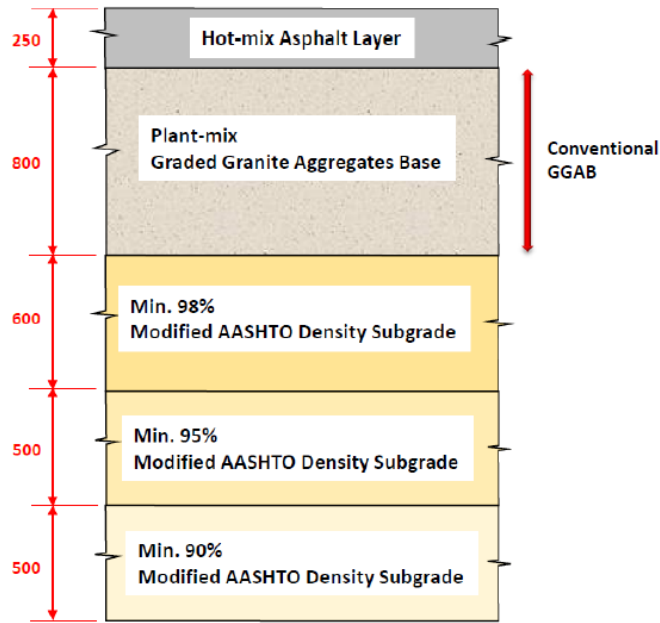 250
Hot-mix Asphalt Layer
800
Plant-mix
Graded Granite Aggregates Base
Conventional
GGAB
600
Min. 98%
Modified AASHTO Density Subgrade
500
Min. 95%
Modified AASHTO Density Subgrade
500
Min. 90%
Modified AASHTO Density Subgrade